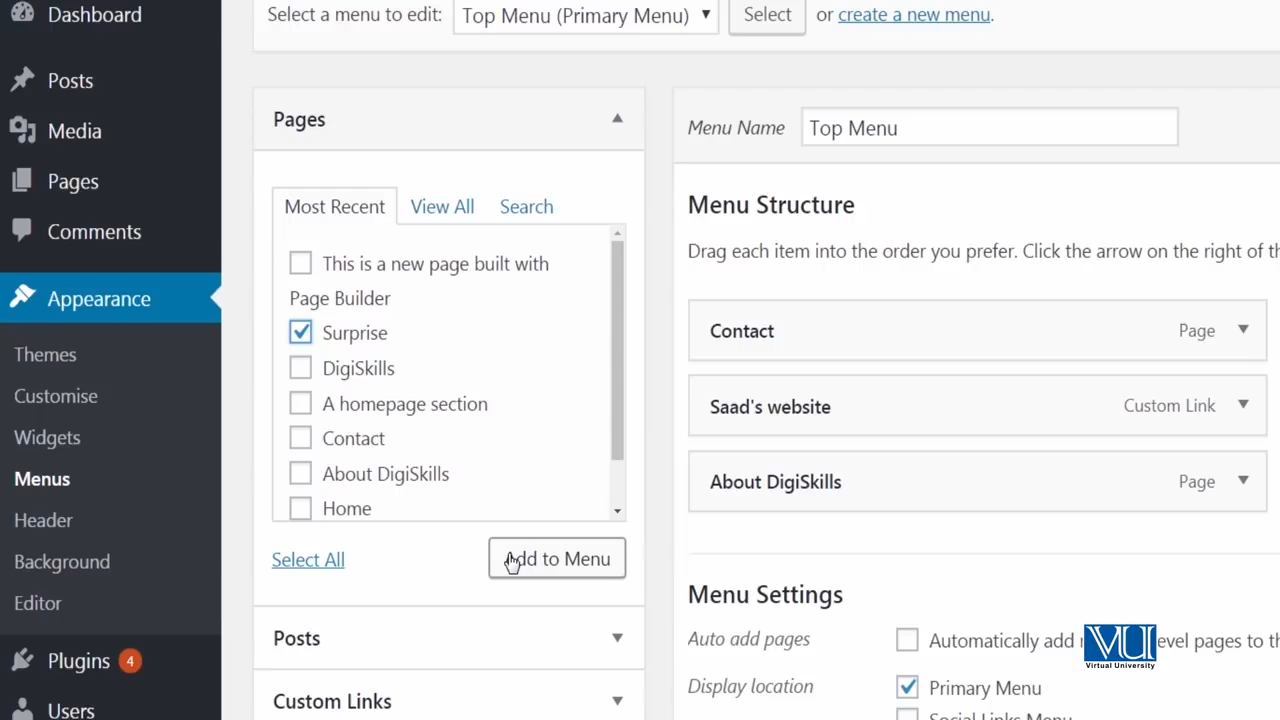 Dashboard
Posts
Media
Pages
Comments
Appearance
Themes
Customise
Widgets
Menus
Header
Background
Editor
Plugins 4
Users
Select a menu to edit: Top Menu (Primary Menu) Select or create a new menu.
Pages
Most Recent View All Search
This is a new page built with
Page Builder
Surprise
DigiSkills
A homepage section
Contact
About DigiSkills
Home
Select All Add to Menu
Posts
Custom Links
Menu Name Top Menu
Menu Structure
Drag each item into the order you prefer. Click the arrow on the right of
Contact Page
Saad's website Custom Link
About DigiSkills Page
Menu Settings
Auto add pages Automatically add pages to
Display location Primary Menu
Social Links Menu
VU
Virtual University